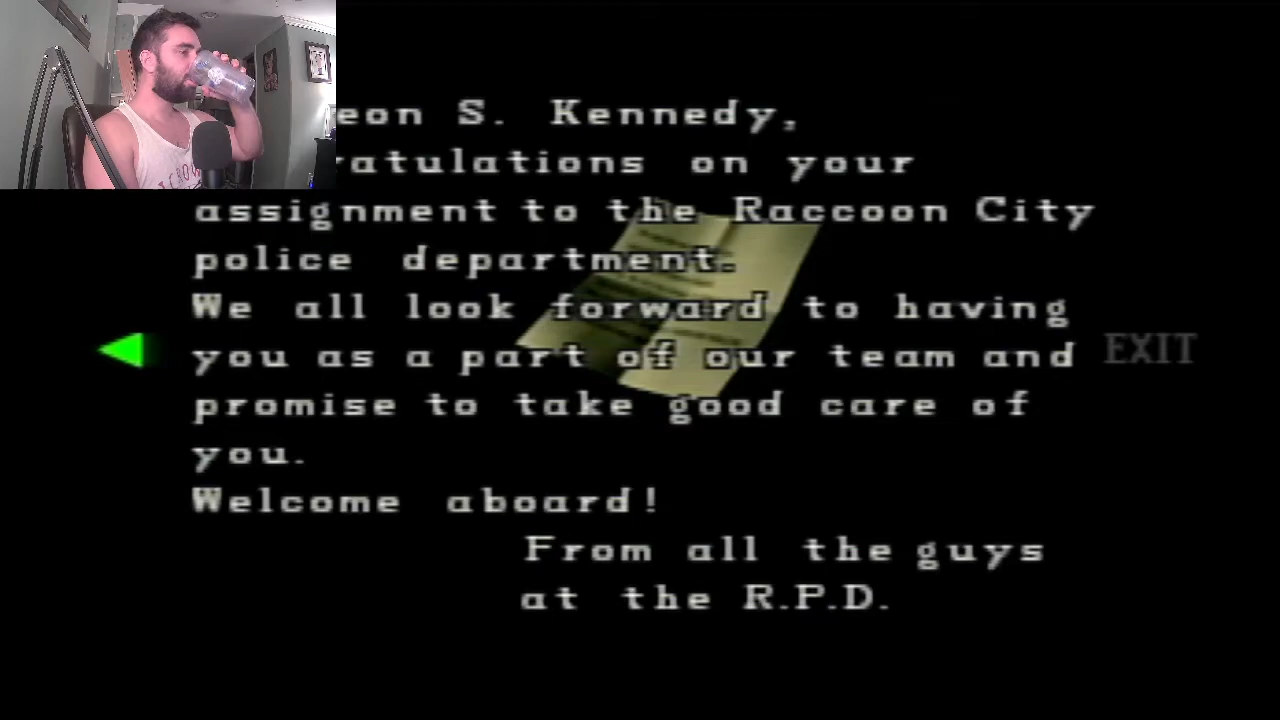 eon S. Kennedy,
ratulations on your
assignment to the Raccoon City
police department.
We all look forward to having
you as a part of our team and
EXIT
promise to take good care of
you.
Welcome aboard!
From all the guys
at the R.P.D.